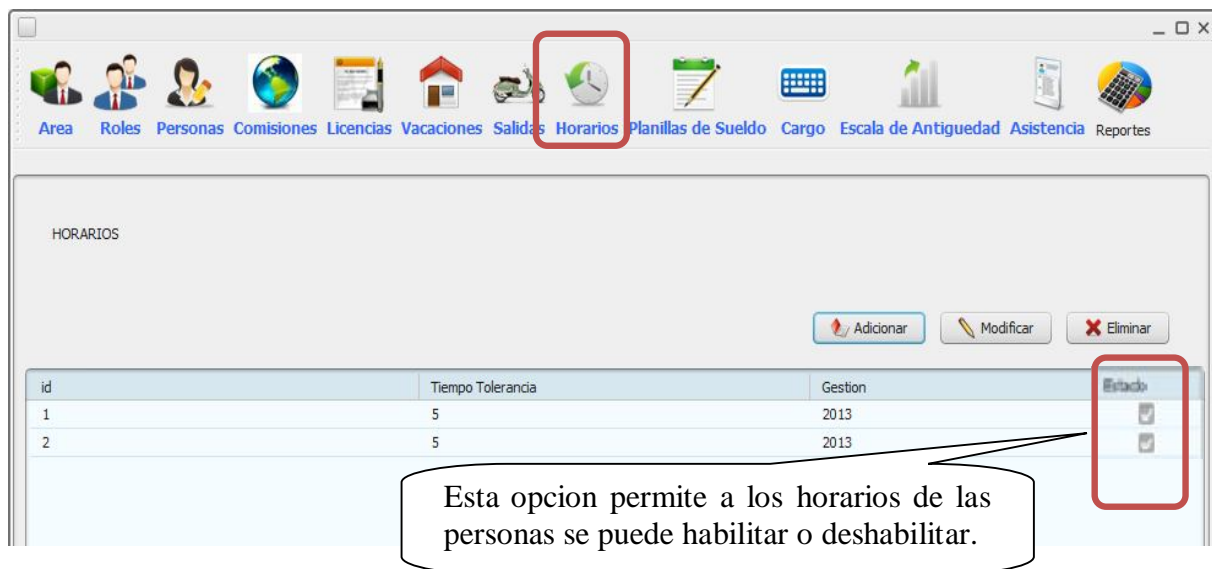 Area Roles Personas Comisiones Licencias Vacaciones Salidas Horarios Planillas de Sueldo Cargo Escala de Antiguedad Asistencia Reportes
HORARIOS
Adicionar Modificar Eliminar
id Tiempo Tolerancia Gestion Estado
1 5 2013
2 5 2013
Esta opcion permite a los horarios de las
personas se puede habilitar o deshabilitar.